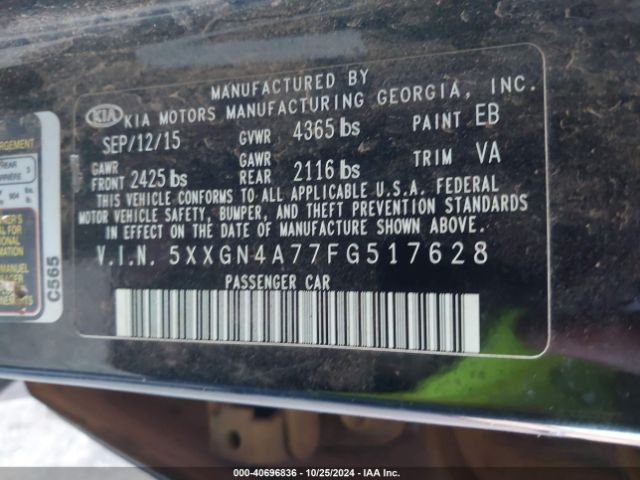 MANUFACTURED BY
KIA KIA MOTORS MANUFACTURING GEORGIA, INC.
SEP/12/15 GVWR 4365 lbs PAINT EB
GAWR FRONT 2425 lbs GAWR REAR 2116 lbs TRIM VA
THIS VEHICLE CONFORMS TO ALL APPLICABLE U.S.A. FEDERAL
MOTOR VEHICLE SAFETY, BUMPER, AND THEFT PREVENTION STANDARDS
IN EFFECT ON THE DATE OF MANUFACTURE SHOWN ABOVE.
V.I.N. 5XXGN4A77FG517628
PASSENGER CAR
C565
000-40696836 - 10/25/2024 - IAA Inc.